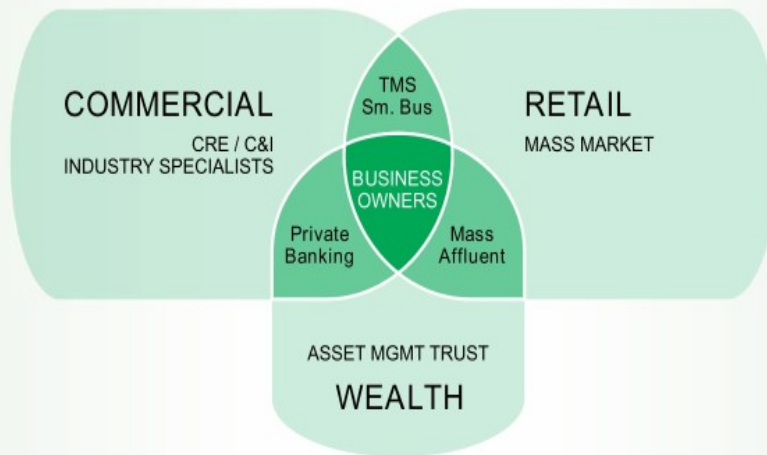 COMMERCIAL
CRE / C&I
INDUSTRY SPECIALISTS
TMS
Sm. Bus
RETAIL
MASS MARKET
BUSINESS
OWNERS
Private
Banking
Mass
Affluent
ASSET MGMT TRUST
WEALTH